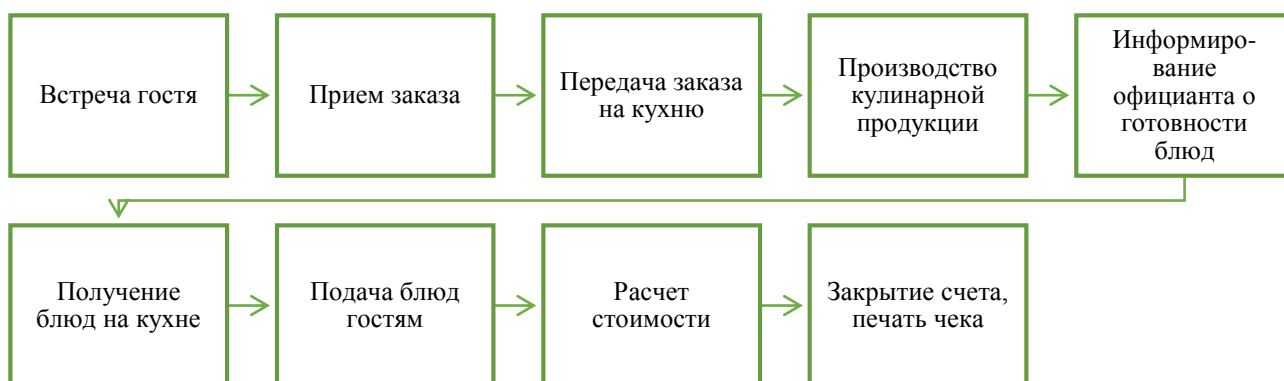 Встреча гостя
Прием заказа
Передача заказа
на кухню
Производство
кулинарной
продукции
Информиро-
вание
официанта о
готовности
блюд
Получение
блюд на кухне
Подача блюд
гостям
Расчет
стоимости
Закрытие счета,
печать чека